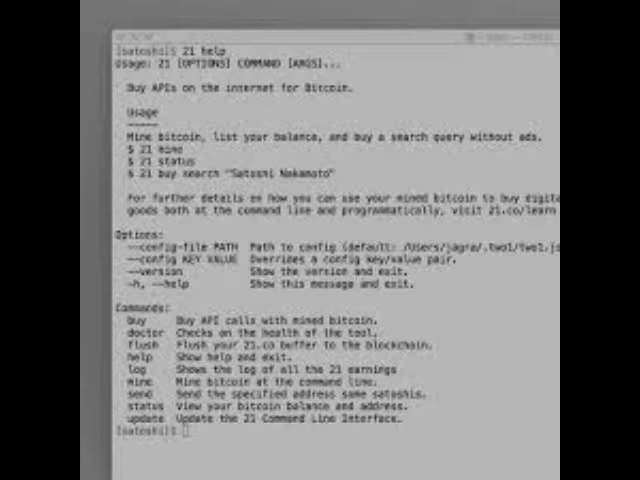 [satoshi]$ 21 help
Usage: 21 [OPTIONS] COMMAND [ARGS]...
Buy APIs on the internet for Bitcoin.
Usage
-----
Mine bitcoin, list your balance, and buy a search query without ads.
$ 21 mine
$ 21 status
$ 21 buy search "Satoshi Nakamoto"
For further details on how you can use your mined bitcoin to buy digita
goods both at the command line and programmatically, visit 21.co/learn
Options:
--config-file PATH Path to config (default: /Users/jagra/.two1/two1.js
--config KEY VALUE Overrides a config key/value pair.
--version Show the version and exit.
-h, --help Show this message and exit.
Commands:
buy Buy API calls with mined bitcoin.
doctor Checks on the health of the tool.
flush Flush your 21.co buffer to the blockchain.
help Show help and exit.
log Shows the log of all the 21 earnings
mine Mine bitcoin at the command line.
send Send the specified address some satoshis.
status View your bitcoin balance and address.
update Update the 21 Command Line Interface.
[satoshi]$